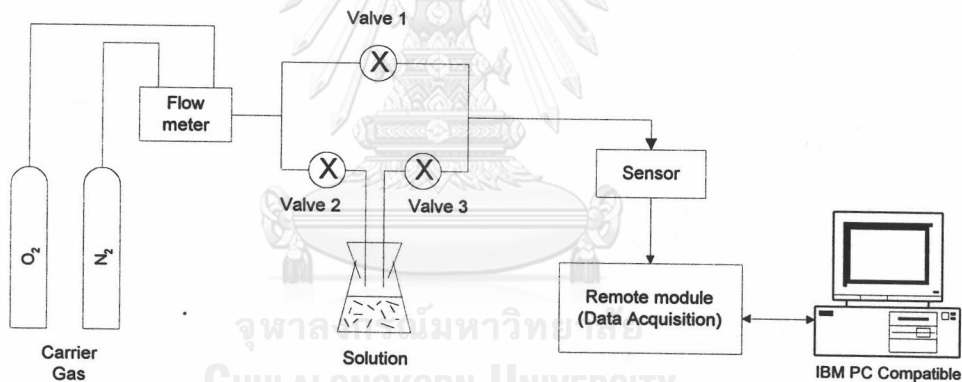 Valve 1
Flow
meter
Valve 2
Valve 3
Sensor
O2
N2
Remote module
(Data Acquisition)
จุฬาลงกรณ์มหาวิทยาลัย
Carrier
Gas
Solution
IBM PC Compatible
CHULALONGKORN UNIVERSITY